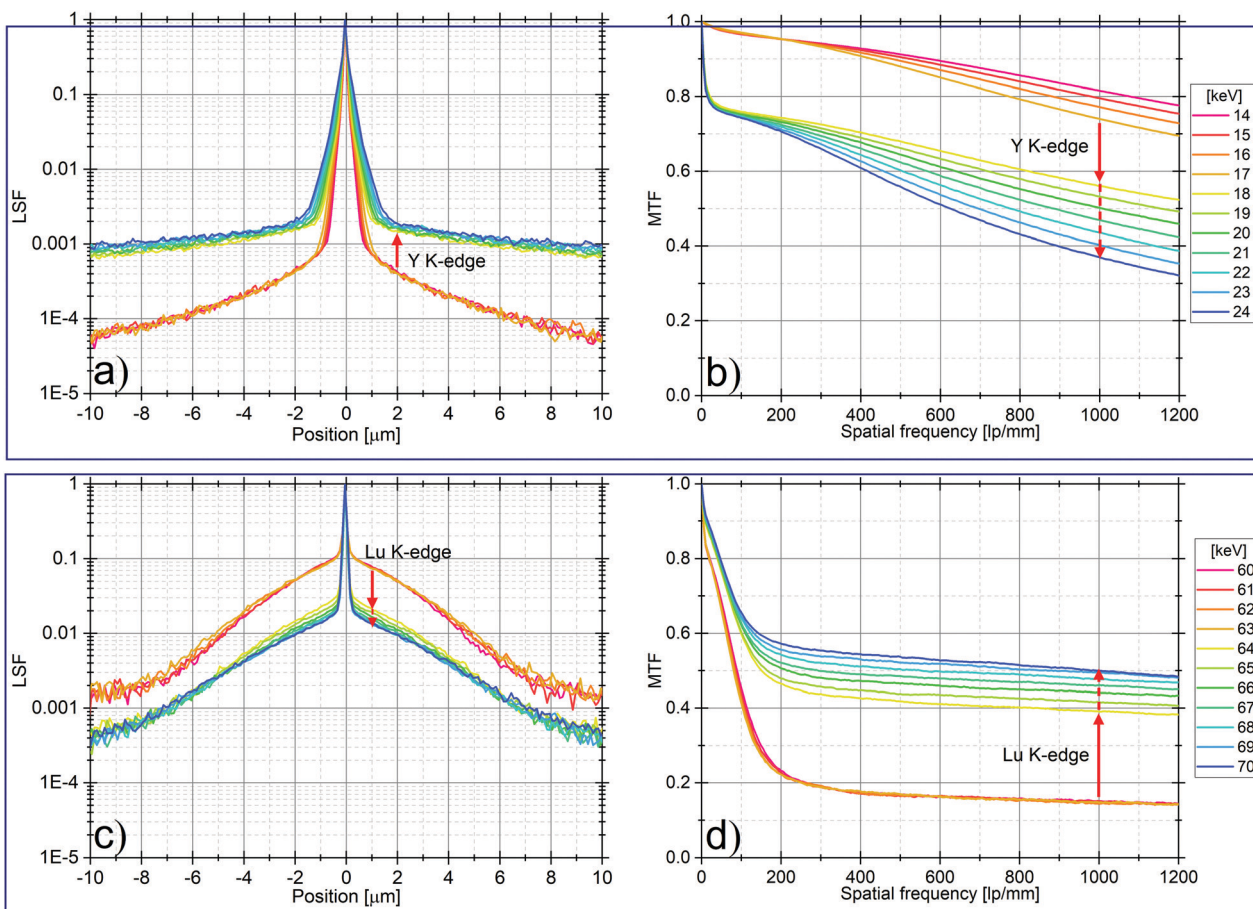 1
0.1
0.01
0.001
1E-4
1E-5
LSF
Y K-edge
a)
-10 -8 -6 -4 -2 0 2 4 6 8 10
Position [μm]
1.0
0.8
0.6
0.4
0.2
0.0
MTF
Y K-edge
b)
0 200 400 600 800 1000 1200
Spatial frequency [lp/mm]
[keV]
14
15
16
17
18
19
20
21
22
23
24
1
0.1
0.01
0.001
1E-4
1E-5
LSF
Lu K-edge
c)
-10 -8 -6 -4 -2 0 2 4 6 8 10
Position [μm]
1.0
0.8
0.6
0.4
0.2
0.0
MTF
Lu K-edge
d)
0 200 400 600 800 1000 1200
Spatial frequency [lp/mm]
[keV]
60
61
62
63
64
65
66
67
68
69
70